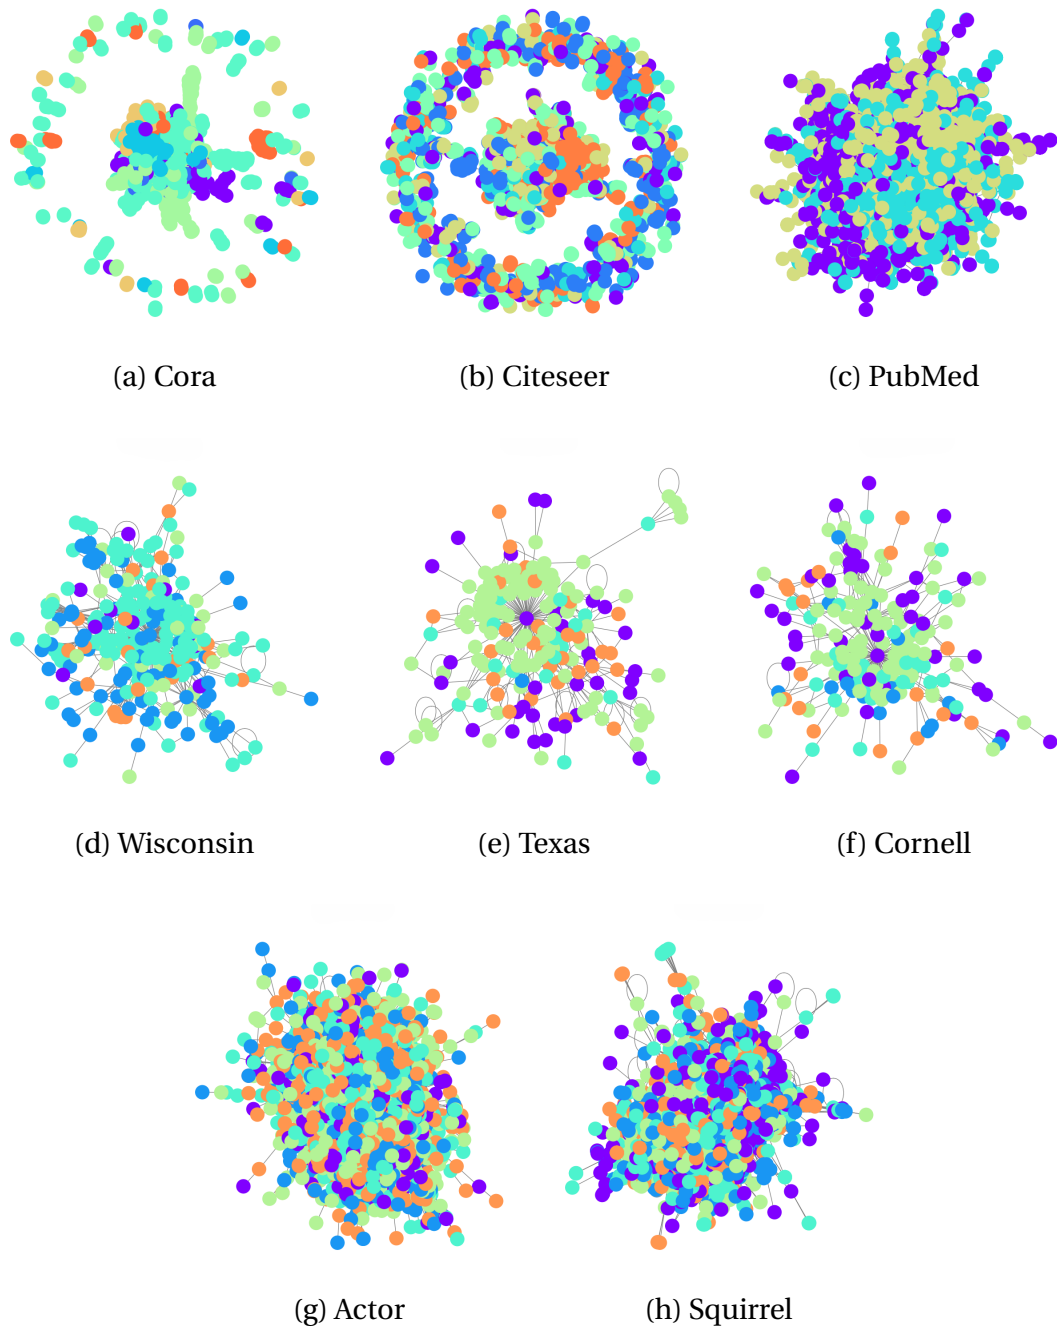 (a) Cora
(b) Citeseer
(c) PubMed
(d) Wisconsin
(e) Texas
(f) Cornell
(g) Actor
(h) Squirrel